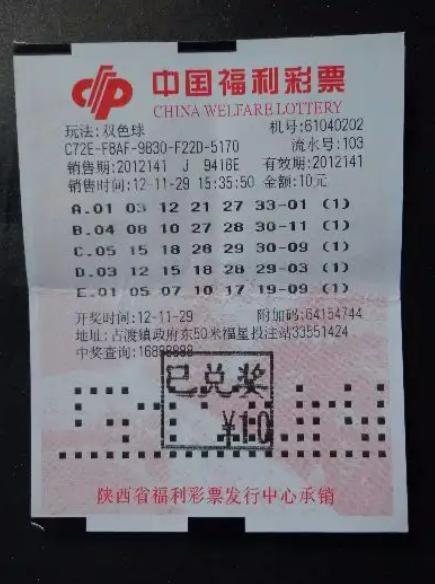 中国福利彩票
CHINA WELFARE LOTTERY
玩法:双色球 机号:61040202
C72E-F8AF-9830-F22D-5170 流水号:103
销售期:2012141 J 9416E 有效期:2012141
销售时间:12-11-29 15:35:50 金额:10元
A.01 03 12 21 27 33-01 (1)
B.04 08 10 27 28 30-11 (1)
C.05 15 18 26 29 30-09 (1)
D.03 12 15 18 28 29-03 (1)
E.01 05 07 10 17 19-09 (1)
开奖时间:12-11-29 附加码:64154744
地址:古渡镇政府东50米福星投注站33551424
中奖查询:16888888
已兑奖
¥10
陕西省福利彩票发行中心承销